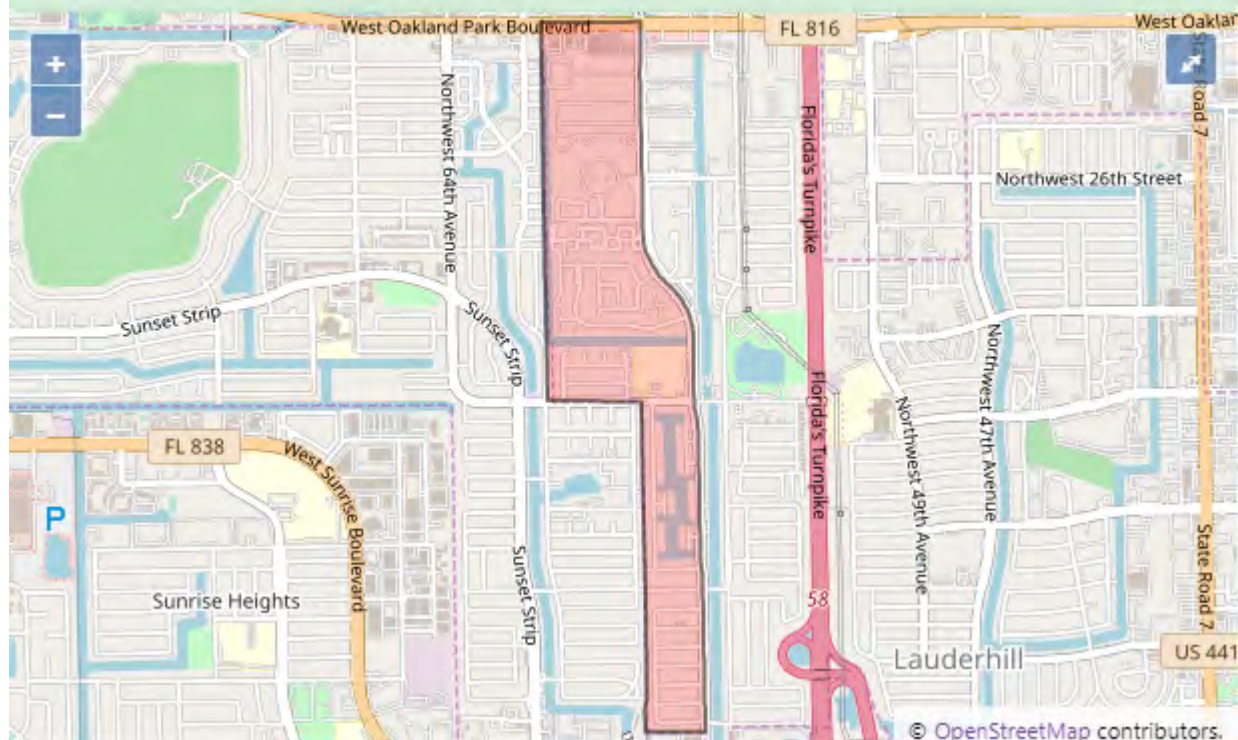 West Oakland Park Boulevard
FL 816
West Oaklan
+
−
State Road 7
Northwest 64th Avenue
Florida's Turnpike
Northwest 26th Street
Sunset Strip
Sunset Strip
Florida's Turnpike
Northwest 47th Avenue
Northwest 49th Avenue
FL 838
West Sunrise Boulevard
P
Sunset Strip
State Road 7
Sunrise Heights
58
Lauderhill
US 441
© OpenStreetMap contributors.